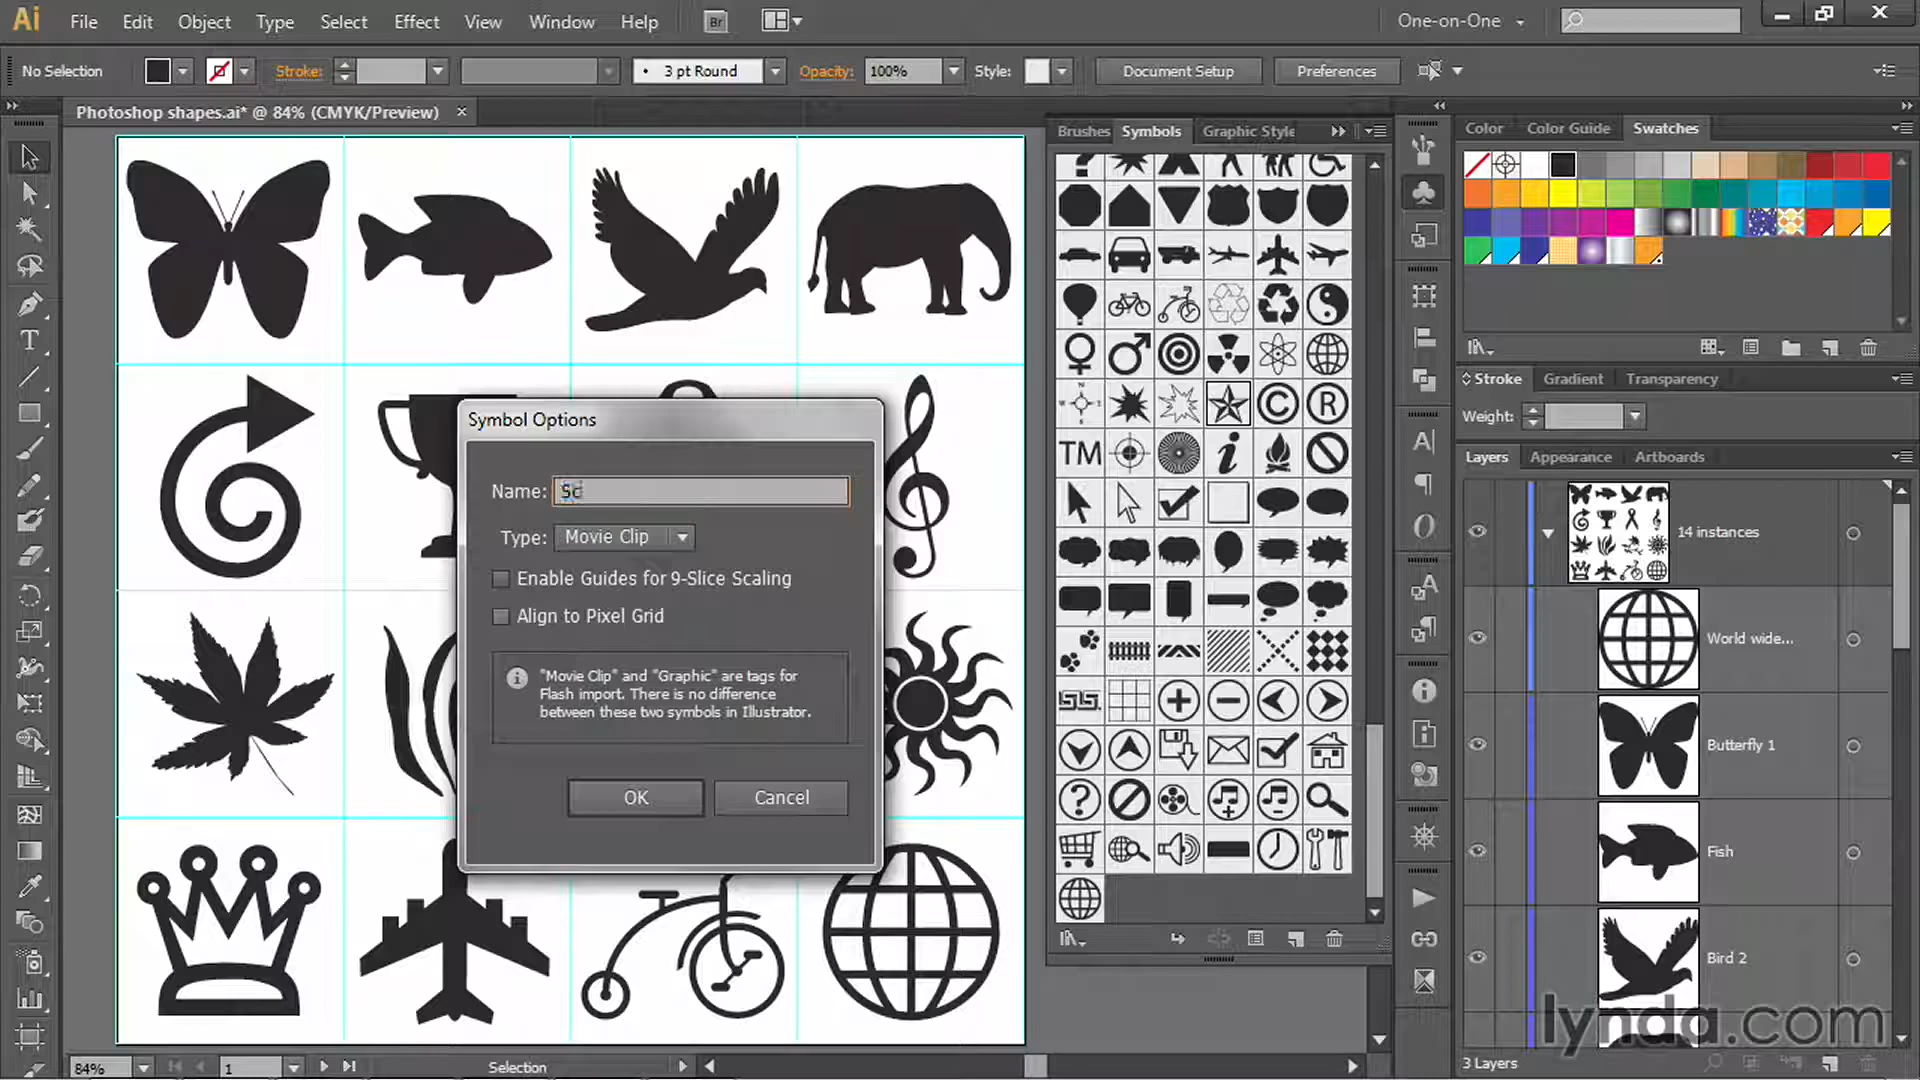 Ai File Edit Object Type Select Effect View Window Help Br One-on-One
No Selection Stroke: 3 pt Round Opacity: 100% Style: Document Setup Preferences
Photoshop shapes.ai* @ 84% (CMYK/Preview)
Brushes Symbols Graphic Style
Color Color Guide Swatches
Stroke Gradient Transparency
Weight:
Layers Appearance Artboards
14 instances
World wide...
Butterfly 1
Fish
Bird 2
3 Layers
Symbol Options
Name: Sc
Type: Movie Clip
Enable Guides for 9-Slice Scaling
Align to Pixel Grid
"Movie Clip" and "Graphic" are tags for
Flash import. There is no difference
between these two symbols in Illustrator.
OK Cancel
TM
84% 1 Selection
lynda.com